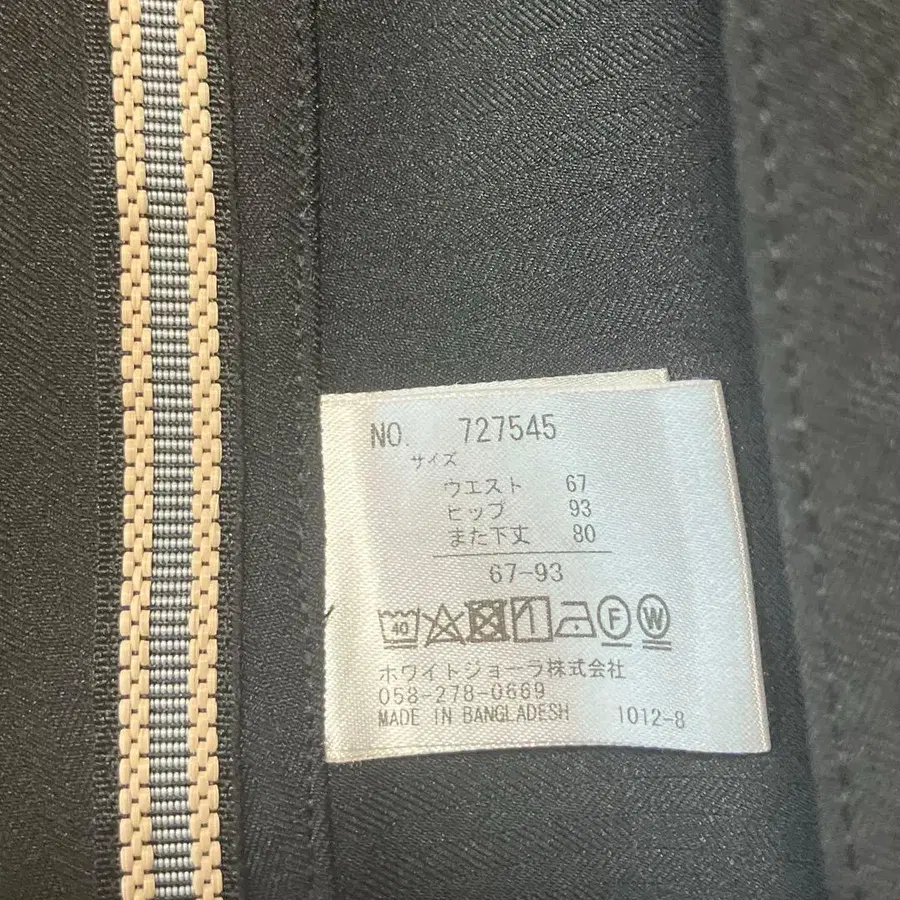 NO. 727545
サイズ
ウエスト 67
ヒップ 93
また下丈 80
67-93
40 F W
ホワイトジョーラ株式会社
058-278-0669
MADE IN BANGLADESH 1012-8